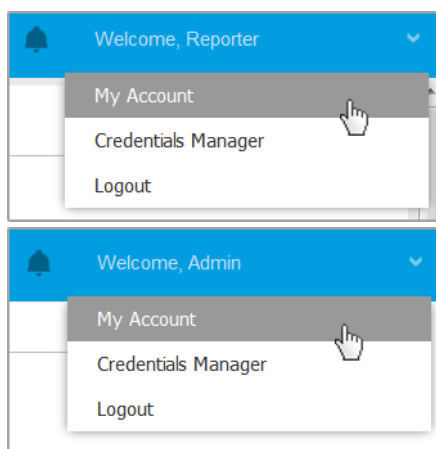 Welcome, Reporter
My Account
Credentials Manager
Logout
Welcome, Admin
My Account
Credentials Manager
Logout